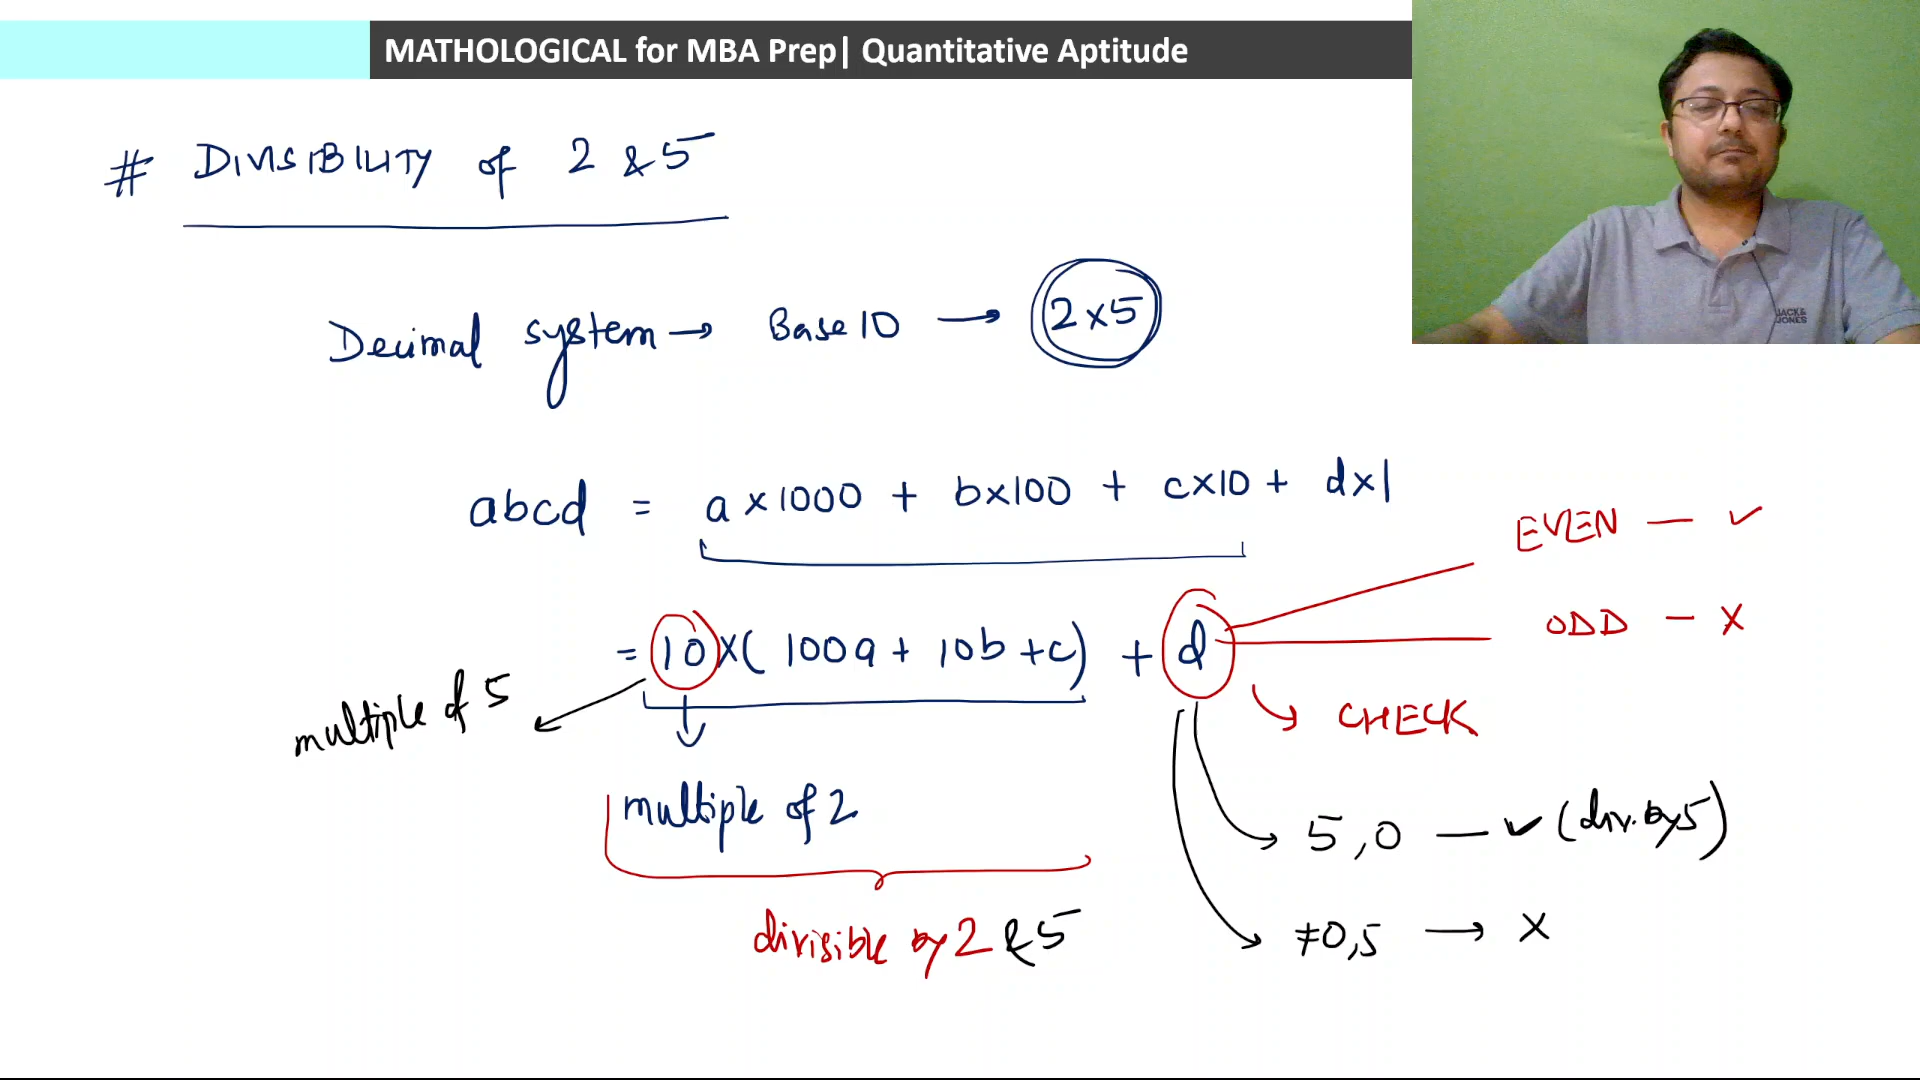 MATHOLOGICAL for MBA Prep| Quantitative Aptitude
# DIVISIBILITY of 2 & 5
Decimal system → Base 10 → 2×5
abcd = a×1000 + b×100 + c×10 + d×1
EVEN — ✓
ODD — X
= 10×(100a + 10b + c) + d
multiple of 5
CHECK
multiple of 2
5,0 — ✓ (div. by 5)
divisible by 2 & 5
≠0,5 → X
JACK&
JONES